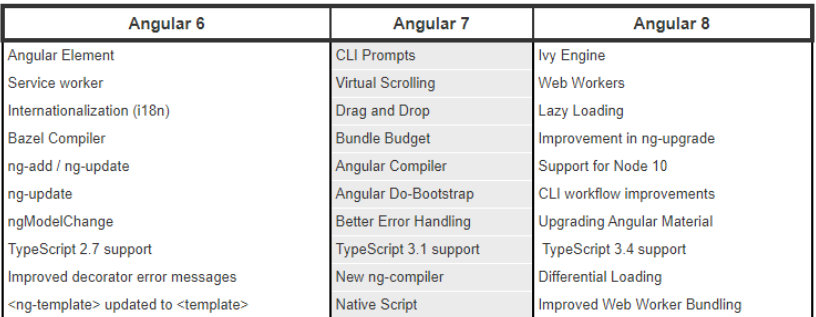 Angular 6 Angular 7 Angular 8
Angular Element CLI Prompts Ivy Engine
Service worker Virtual Scrolling Web Workers
Internationalization (i18n) Drag and Drop Lazy Loading
Bazel Compiler Bundle Budget Improvement in ng-upgrade
ng-add / ng-update Angular Compiler Support for Node 10
ng-update Angular Do-Bootstrap CLI workflow improvements
ngModelChange Better Error Handling Upgrading Angular Material
TypeScript 2.7 support TypeScript 3.1 support TypeScript 3.4 support
Improved decorator error messages New ng-compiler Differential Loading
<ng-template> updated to <template> Native Script Improved Web Worker Bundling